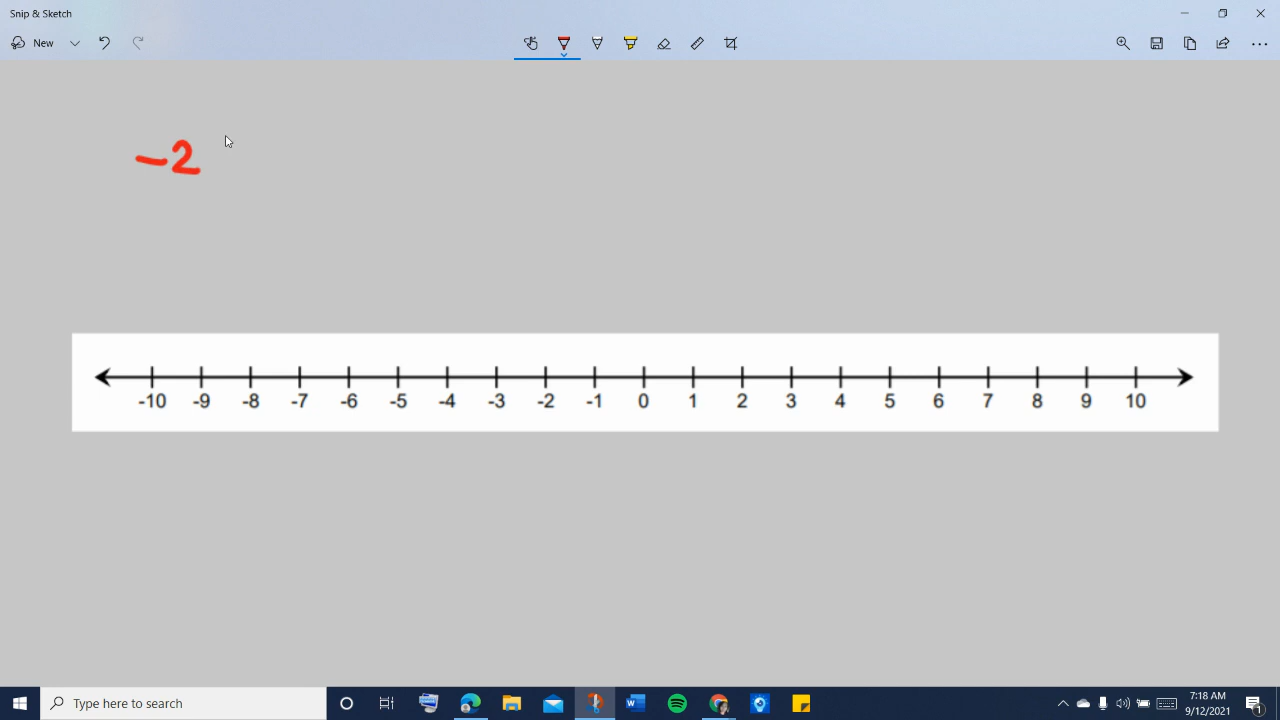 Snip & Sketch
New
-2
-10 -9 -8 -7 -6 -5 -4 -3 -2 -1 0 1 2 3 4 5 6 7 8 9 10
Type here to search
7:18 AM
9/12/2021